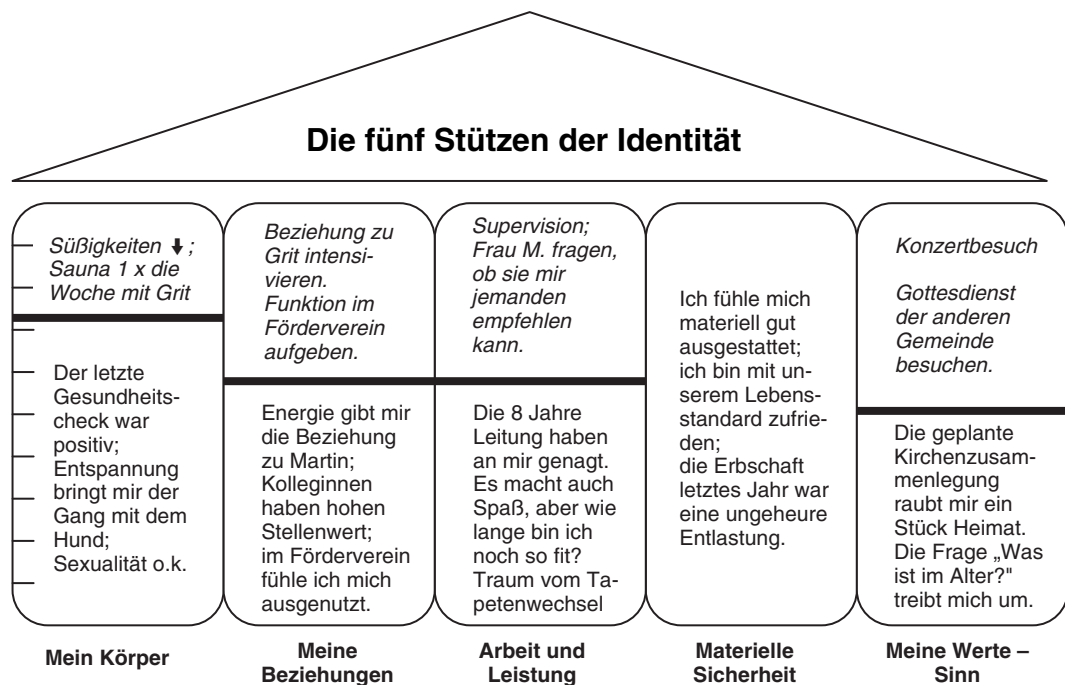 Die fünf Stützen der Identität
Süßigkeiten ↓;
Sauna 1 x die
Woche mit Grit
Der letzte
Gesundheits-
check war
positiv;
Entspannung
bringt mir der
Gang mit dem
Hund;
Sexualität o.k.
Mein Körper
Beziehung zu
Grit intensi-
vieren.
Funktion im
Förderverein
aufgeben.
Energie gibt mir
die Beziehung
zu Martin;
Kolleginnen
haben hohen
Stellenwert;
im Förderverein
fühle ich mich
ausgenutzt.
Meine
Beziehungen
Supervision;
Frau M. fragen,
ob sie mir
jemanden
empfehlen
kann.
Die 8 Jahre
Leitung haben
an mir genagt.
Es macht auch
Spaß, aber wie
lange bin ich
noch so fit?
Traum vom Ta-
petenwechsel
Arbeit und
Leistung
Ich fühle mich
materiell gut
ausgestattet;
ich bin mit un-
serem Lebens-
standard zufrie-
den;
die Erbschaft
letztes Jahr war
eine ungeheure
Entlastung.
Materielle
Sicherheit
Konzertbesuch
Gottesdienst
der anderen
Gemeinde
besuchen.
Die geplante
Kirchenzusam-
menlegung
raubt mir ein
Stück Heimat.
Die Frage „Was
ist im Alter?"
treibt mich um.
Meine Werte –
Sinn